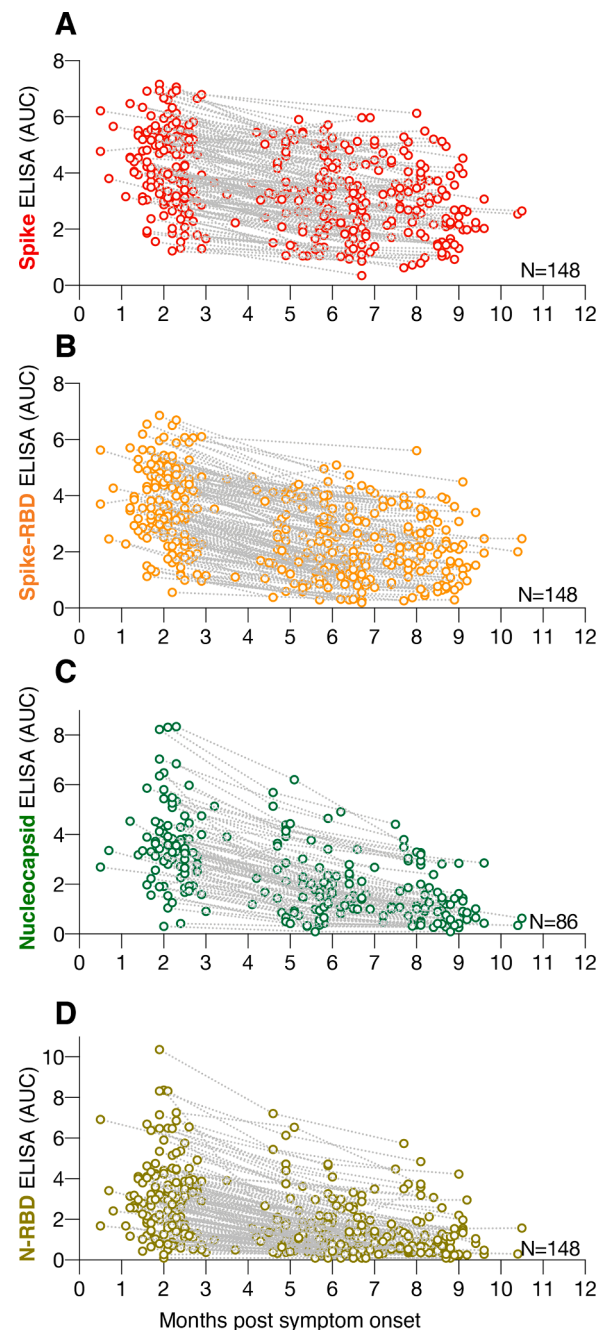 A
Spike ELISA (AUC)
8
6
4
2
0
N=148
0 1 2 3 4 5 6 7 8 9 10 11 12
B
Spike-RBD ELISA (AUC)
8
6
4
2
0
N=148
0 1 2 3 4 5 6 7 8 9 10 11 12
C
Nucleocapsid ELISA (AUC)
8
6
4
2
0
N=86
0 1 2 3 4 5 6 7 8 9 10 11 12
D
N-RBD ELISA (AUC)
10
8
6
4
2
0
N=148
0 1 2 3 4 5 6 7 8 9 10 11 12
Months post symptom onset